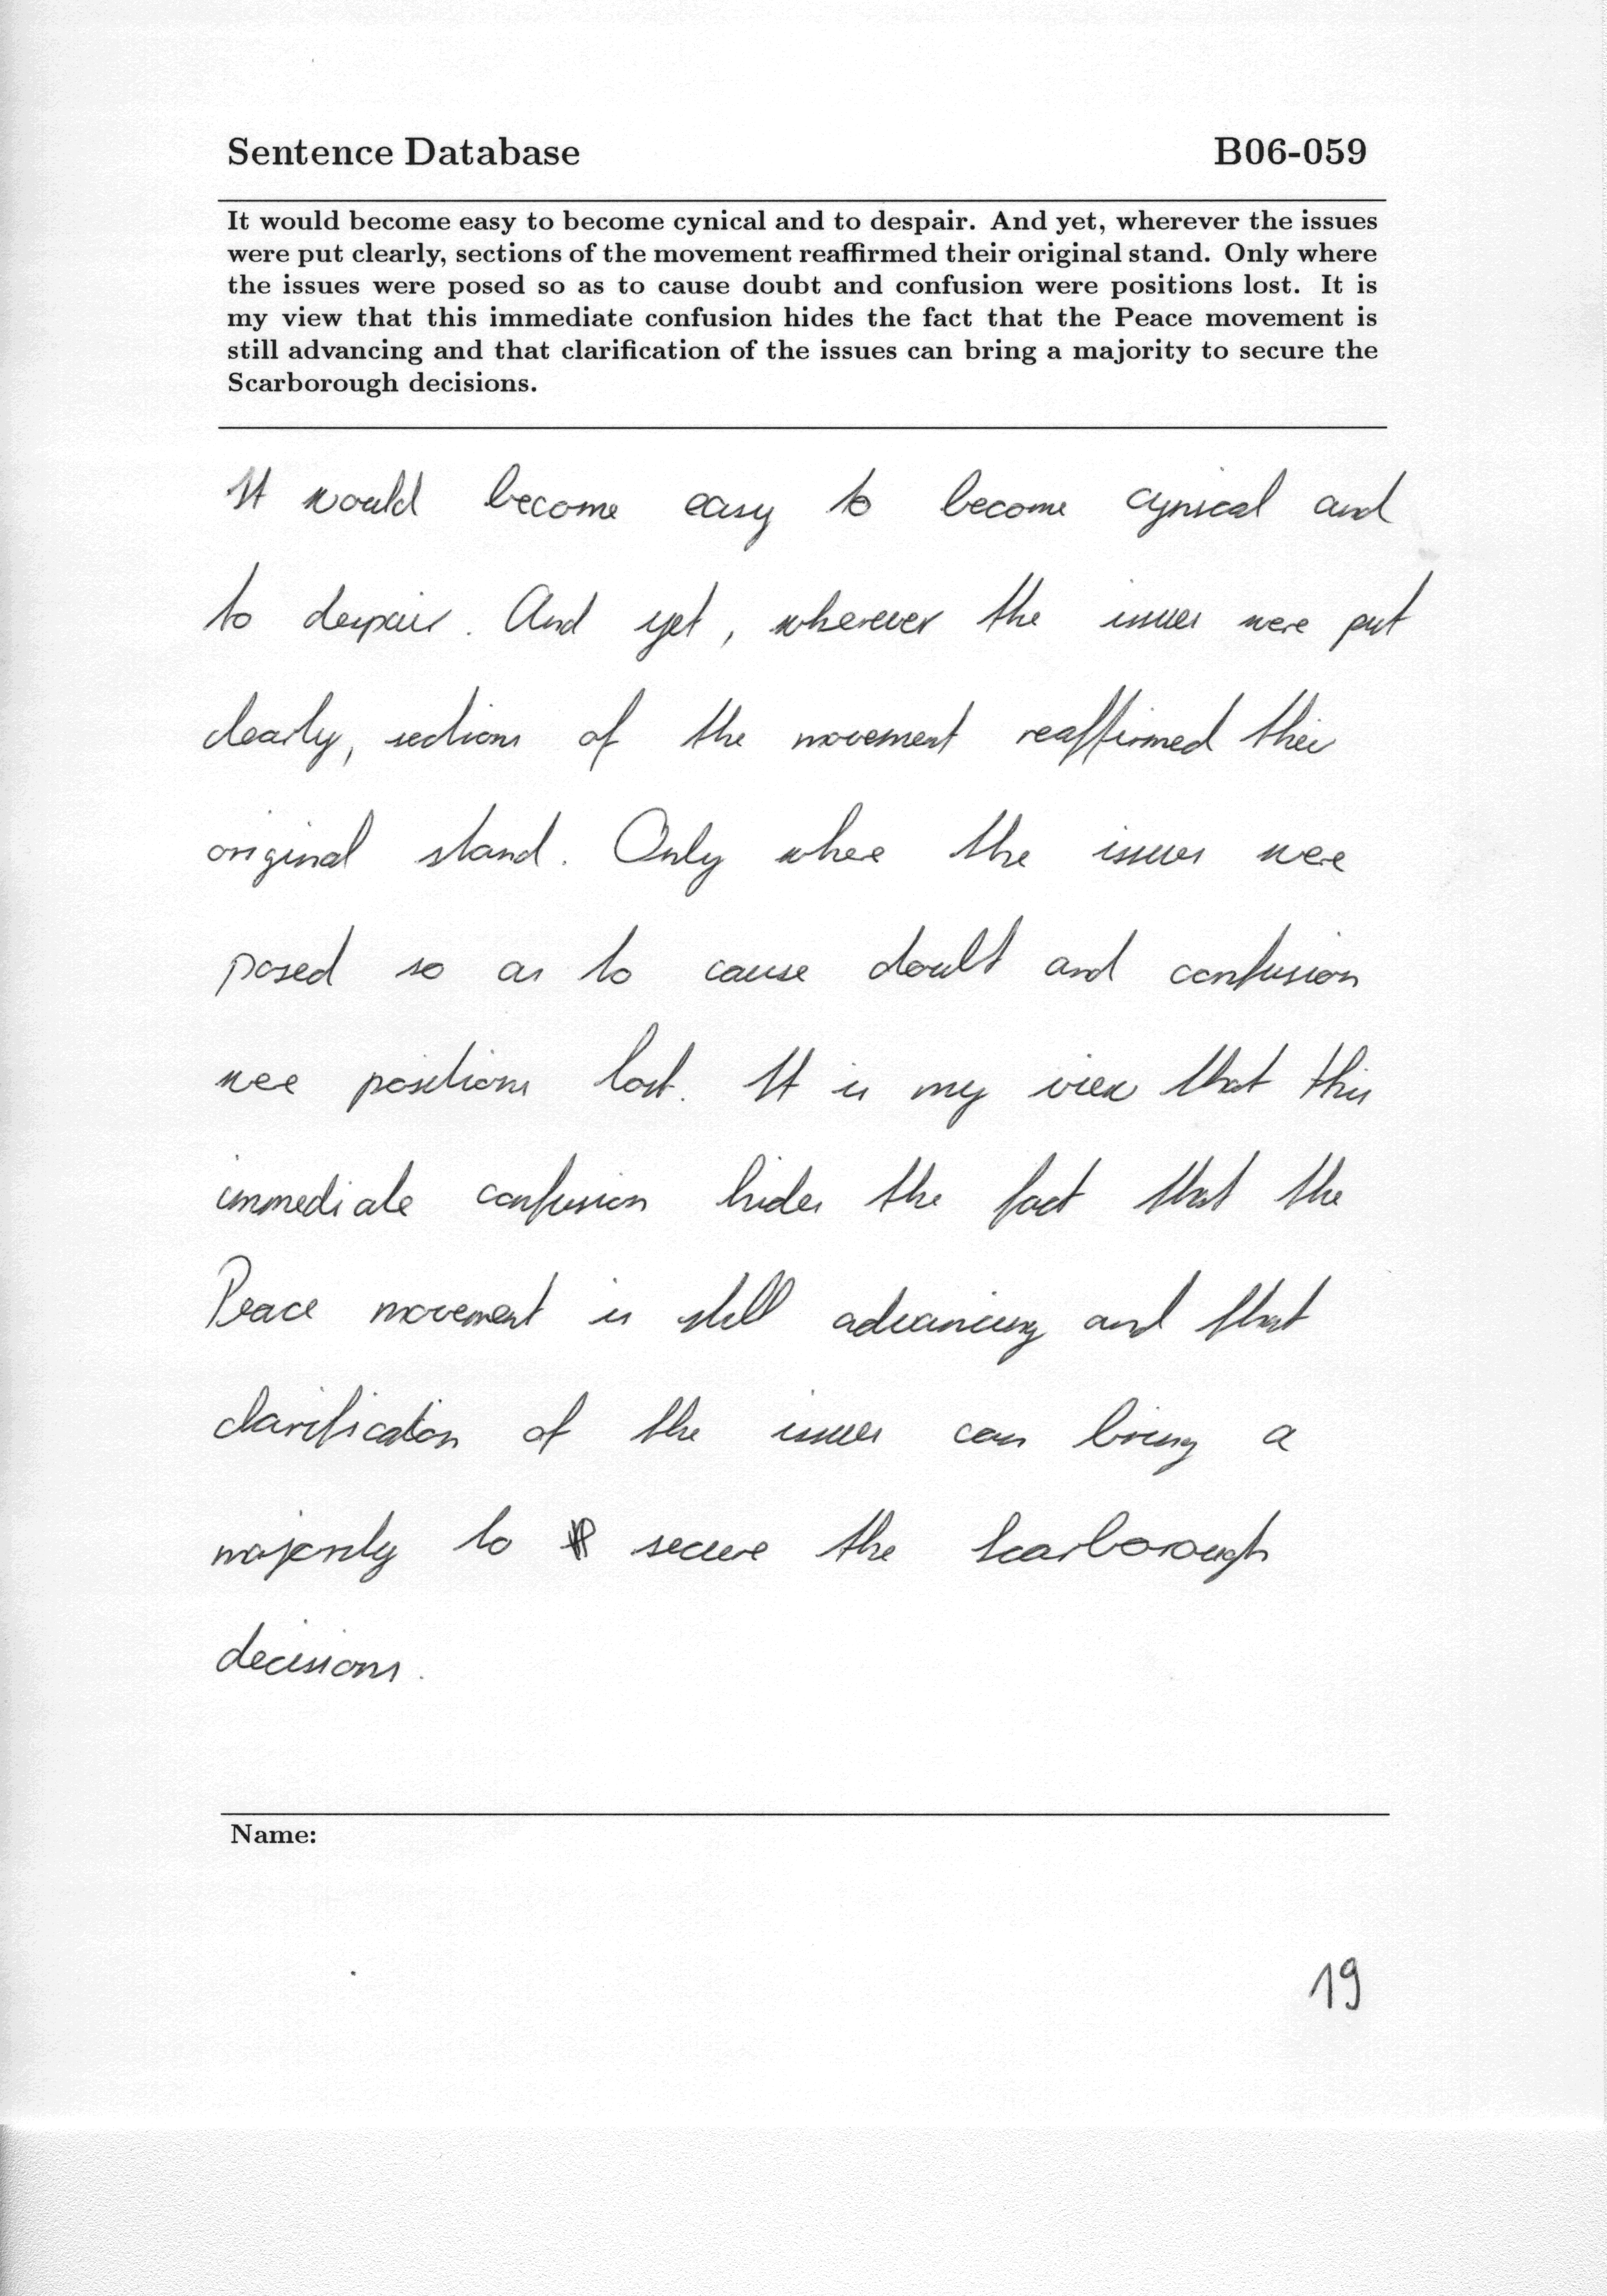 Sentence Database B06-059
It would become easy to become cynical and to despair. And yet, wherever the issues
were put clearly, sections of the movement reaffirmed their original stand. Only where
the issues were posed so as to cause doubt and confusion were positions lost. It is
my view that this immediate confusion hides the fact that the Peace movement is
still advancing and that clarification of the issues can bring a majority to secure the
Scarborough decisions.
It would become easy to become cynical and
to despair. And yet, wherever the issues were put
clearly, sections of the movement reaffirmed their
original stand. Only where the issues were
posed so as to cause doubt and confusion
were positions lost. It is my view that this
immediate confusion hides the fact that the
Peace movement is still advancing and that
clarification of the issues can bring a
majority to secure the Scarborough
decisions.
Name:
19